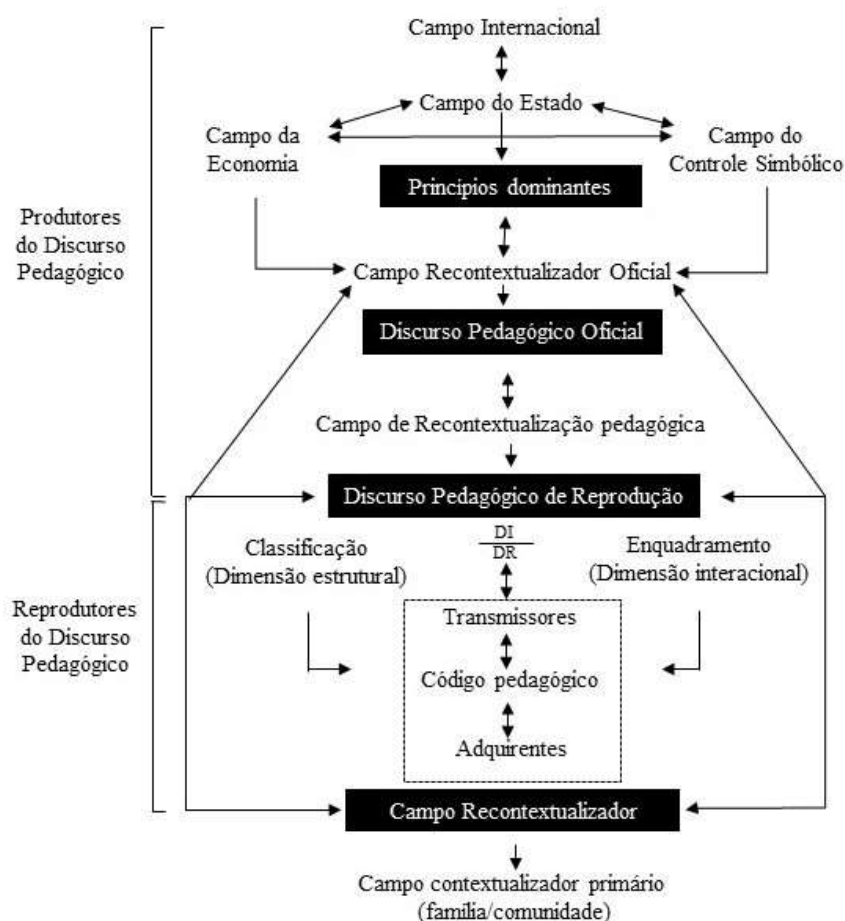 Campo Internacional
Campo do Estado
Campo da
Economia
Campo do
Controle Simbólico
Princípios dominantes
Produtores
do Discurso
Pedagógico
Campo Recontextualizador Oficial
Discurso Pedagógico Oficial
Campo de Recontextualização pedagógica
Discurso Pedagógico de Reprodução
DI
DR
Classificação
(Dimensão estrutural)
Enquadramento
(Dimensão interacional)
Reprodutores
do Discurso
Pedagógico
Transmissores
Código pedagógico
Adquirentes
Campo Recontextualizador
Campo contextualizador primário
(família/comunidade)